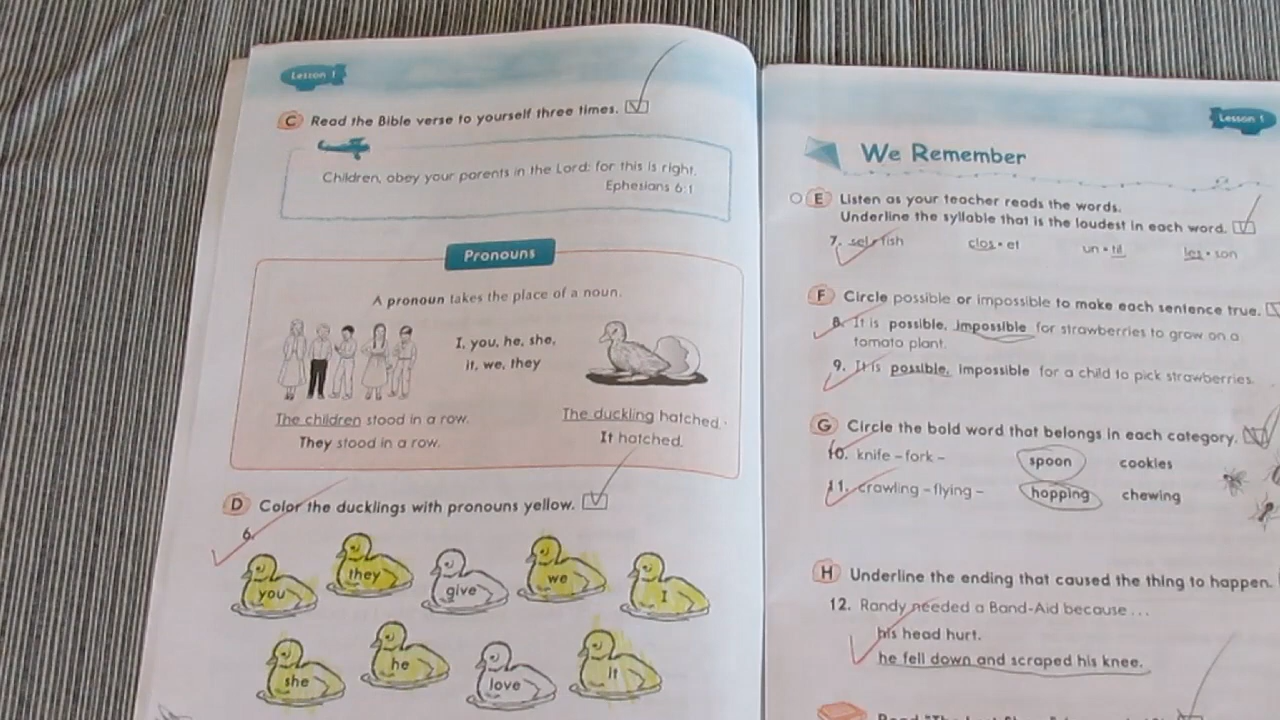 Lesson 1
C Read the Bible verse to yourself three times.
Children, obey your parents in the Lord: for this is right.
Ephesians 6:1
Pronouns
A pronoun takes the place of a noun.
I, you, he, she,
it, we, they
The children stood in a row.
They stood in a row.
The duckling hatched.
It hatched.
D Color the ducklings with pronouns yellow.
6.
you they give we I
she he love it
Lesson 1
We Remember
E Listen as your teacher reads the words.
Underline the syllable that is the loudest in each word.
7. self • fish clos • et un • til les • son
F Circle possible or impossible to make each sentence true.
8. It is possible, impossible for strawberries to grow on a
tomato plant.
9. It is possible, impossible for a child to pick strawberries.
G Circle the bold word that belongs in each category.
10. knife – fork – spoon cookies
11. crawling – flying – hopping chewing
H Underline the ending that caused the thing to happen.
12. Randy needed a Band-Aid because . . .
his head hurt.
he fell down and scraped his knee.